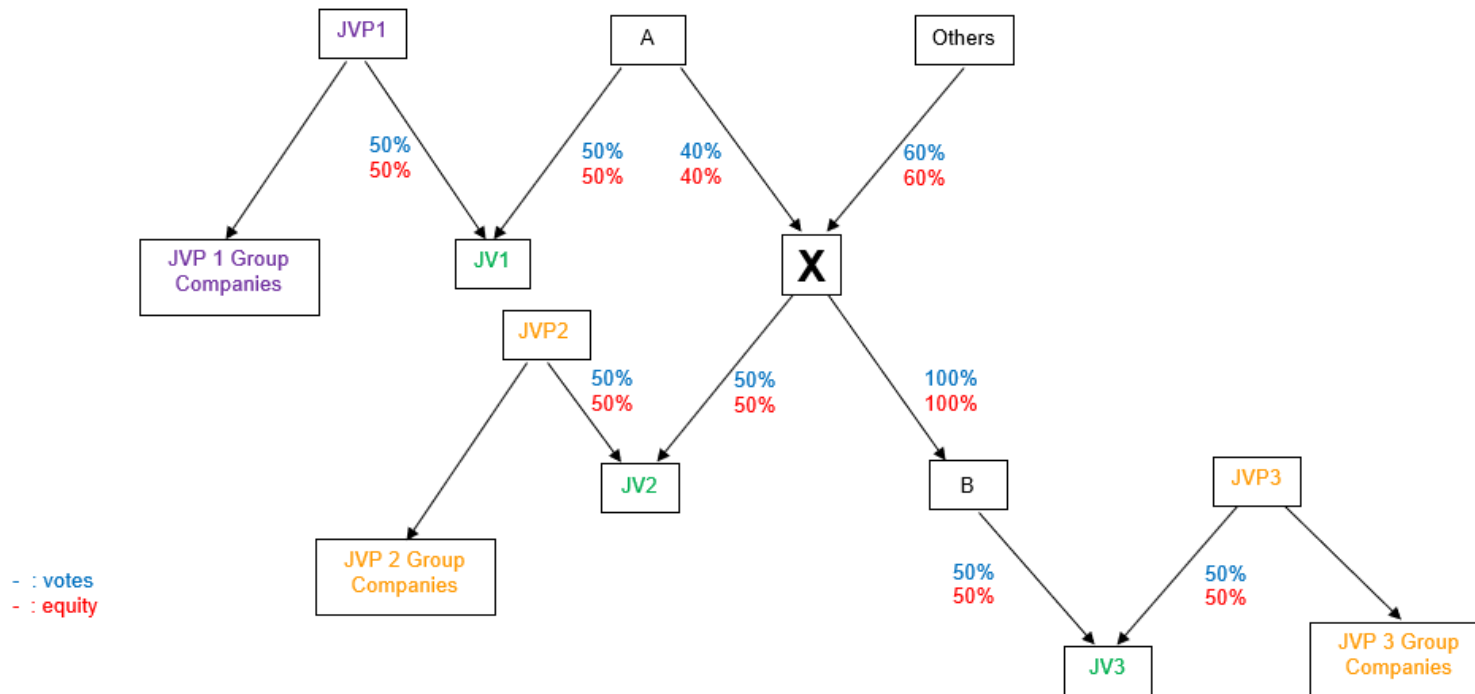 JVP1
A
Others
50%
50%
50%
50%
40%
40%
60%
60%
JVP 1 Group
Companies
JV1
X
JVP2
50%
50%
50%
50%
100%
100%
JV2
B
JVP3
JVP 2 Group
Companies
- : votes
- : equity
50%
50%
50%
50%
JV3
JVP 3 Group
Companies